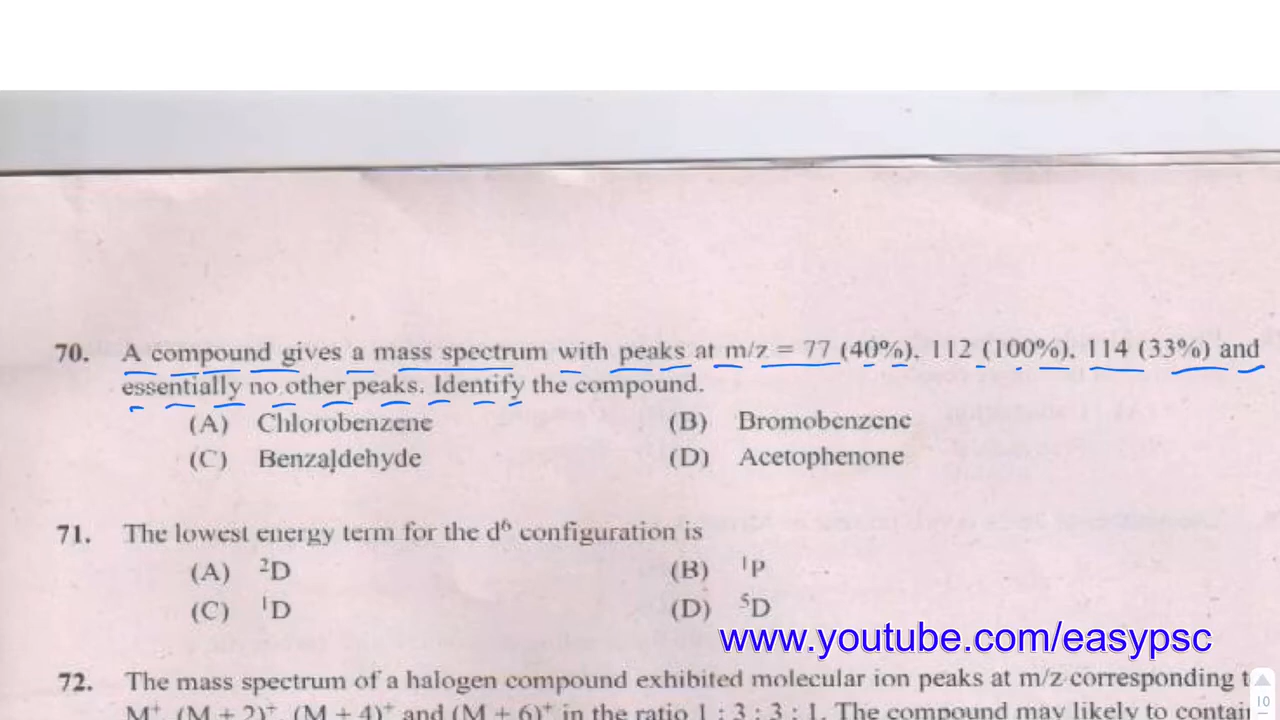 70. A compound gives a mass spectrum with peaks at m/z = 77 (40%), 112 (100%), 114 (33%) and
essentially no other peaks. Identify the compound.
(A) Chlorobenzene (B) Bromobenzene
(C) Benzaldehyde (D) Acetophenone
71. The lowest energy term for the d⁶ configuration is
(A) ²D (B) ¹P
(C) ¹D (D) ⁵D
www.youtube.com/easypsc
72. The mass spectrum of a halogen compound exhibited molecular ion peaks at m/z corresponding
M⁺, (M + 2)⁺, (M + 4)⁺ and (M + 6)⁺ in the ratio 1 : 3 : 3 : 1. The compound may likely to contain
10